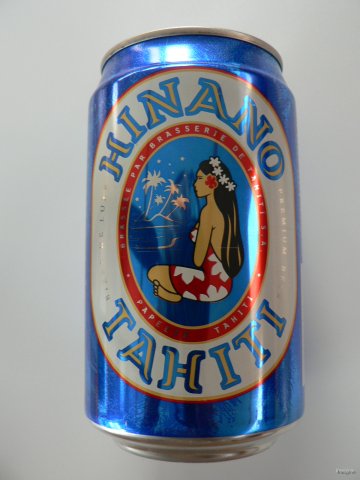 HINANO
BRASSÉE PAR BRASSERIE DE TAHITI S.A.
PREMIUM
PAPEETE TAHITI
TAHITI